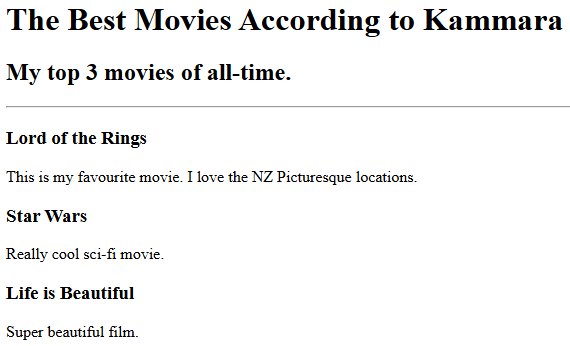 The Best Movies According to Kammara
My top 3 movies of all-time.
Lord of the Rings
This is my favourite movie. I love the NZ Picturesque locations.
Star Wars
Really cool sci-fi movie.
Life is Beautiful
Super beautiful film.